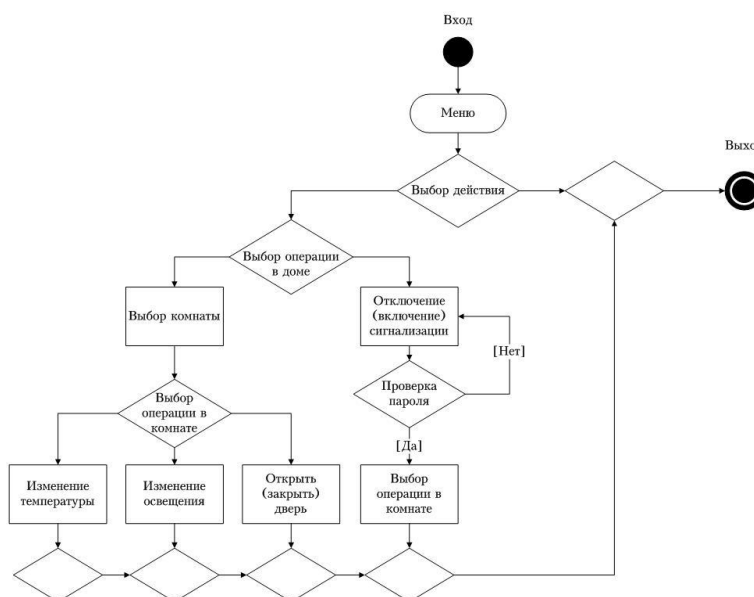 Вход
Меню
Выход
Выбор действия
Выбор операции
в доме
Выбор комнаты
Отключение
(включение)
сигнализации
[Нет]
Проверка
пароля
Выбор
операции в
комнате
[Да]
Изменение
температуры
Изменение
освещения
Открыть
(закрыть)
дверь
Выбор
операции в
комнате